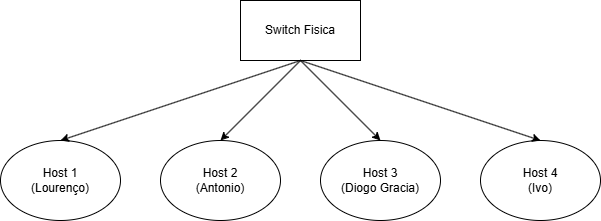 Switch Fisica
Host 1
(Lourenço)
Host 2
(Antonio)
Host 3
(Diogo Gracia)
Host 4
(Ivo)